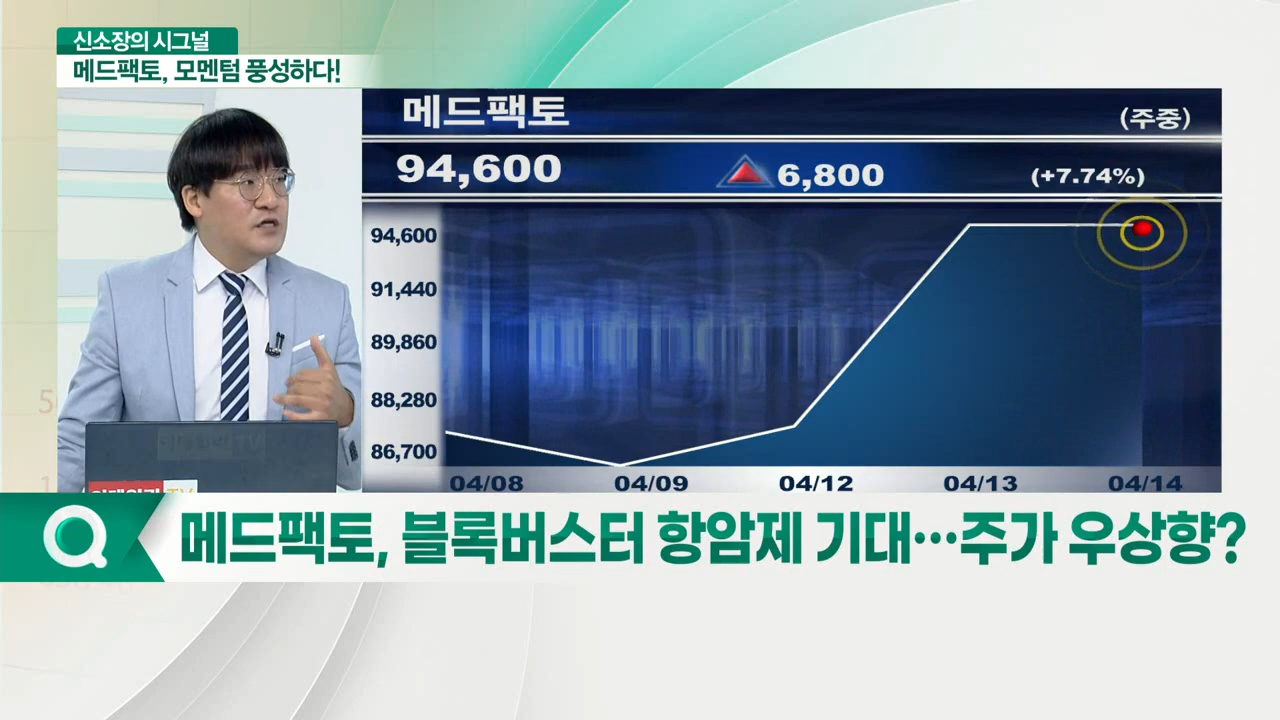 신소장의 시그널
메드팩토, 모멘텀 풍성하다!
메드팩토
(주중)
94,600
6,800
(+7.74%)
94,600
91,440
89,860
88,280
86,700
04/08
04/09
04/12
04/13
04/14
메드팩토, 블록버스터 항암제 기대…주가 우상향?